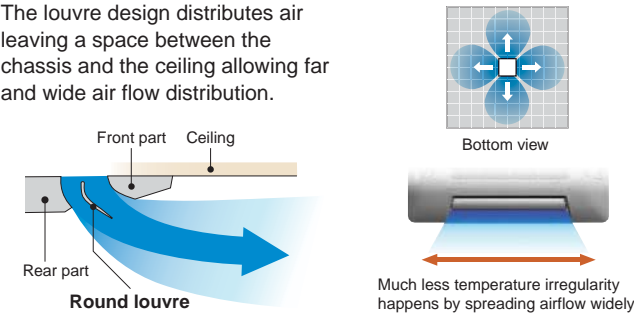 The louvre design distributes air
leaving a space between the
chassis and the ceiling allowing far
and wide air flow distribution.
Front part
Ceiling
Rear part
Round louvre
Bottom view
Much less temperature irregularity
happens by spreading airflow widely